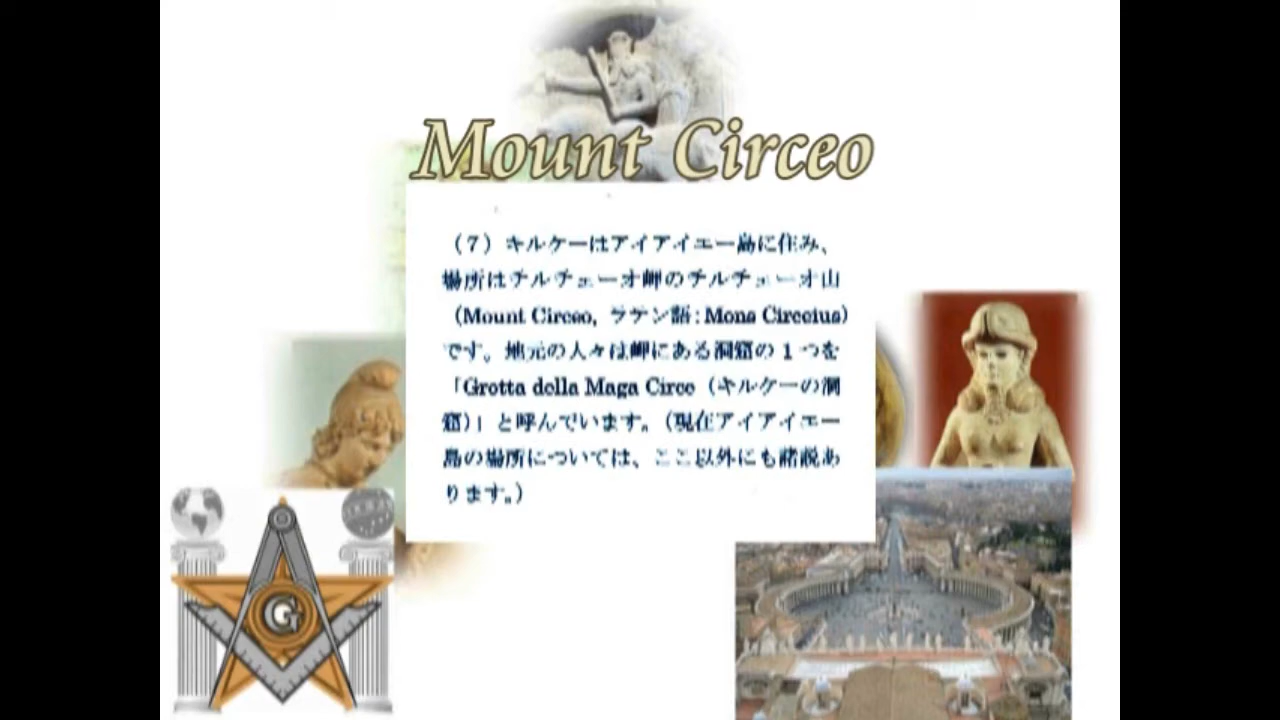 Mount Circeo
（7）キルケーはアイアイエー島に住み、
場所はチルチェーオ岬のチルチェーオ山
（Mount Circeo, ラテン語: Mons Circeius）
です。地元の人々は岬にある洞窟の1つを
「Grotta della Maga Circe（キルケーの洞
窟）」と呼んでいます。（現在アイアイエー
島の場所については、ここ以外にも諸説あ
ります。）
G